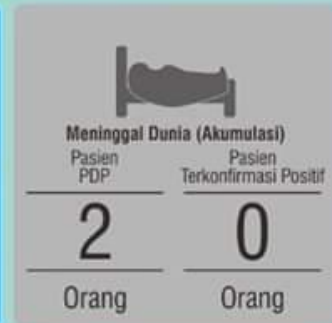 Meninggal Dunia (Akumulasi)
Pasien
PDP
Pasien
Terkonfirmasi Positif
2
0
Orang
Orang